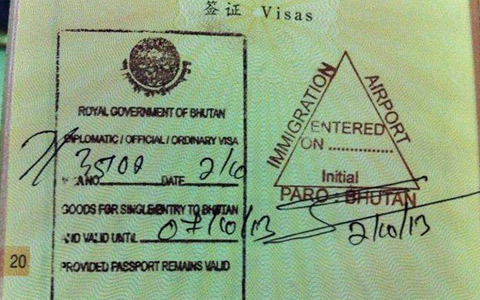 签证 Visas
ROYAL GOVERNMENT OF BHUTAN
DIPLOMATIC / OFFICIAL / ORDINARY VISA
NO. DATE 2/10
GOODS FOR SINGLE ENTRY TO BHUTAN
AND VALID UNTIL 07/10/13
PROVIDED PASSPORT REMAINS VALID
IMMIGRATION AIRPORT
ENTERED
ON ...............
Initial
PARO : BHUTAN
2/10/13
20